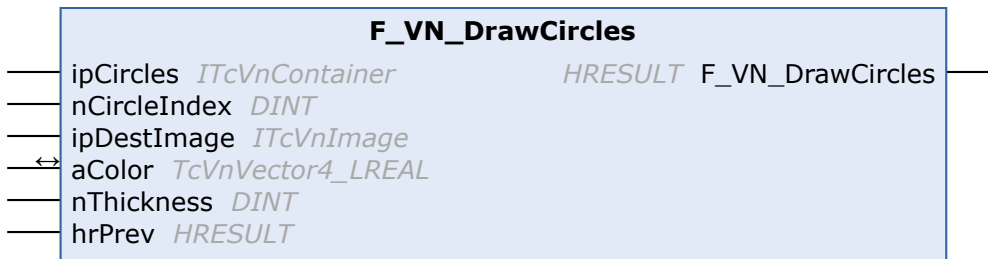 F_VN_DrawCircles
ipCircles ITcVnContainer HRESULT F_VN_DrawCircles
nCircleIndex DINT
ipDestImage ITcVnImage
aColor TcVnVector4_LREAL
nThickness DINT
hrPrev HRESULT